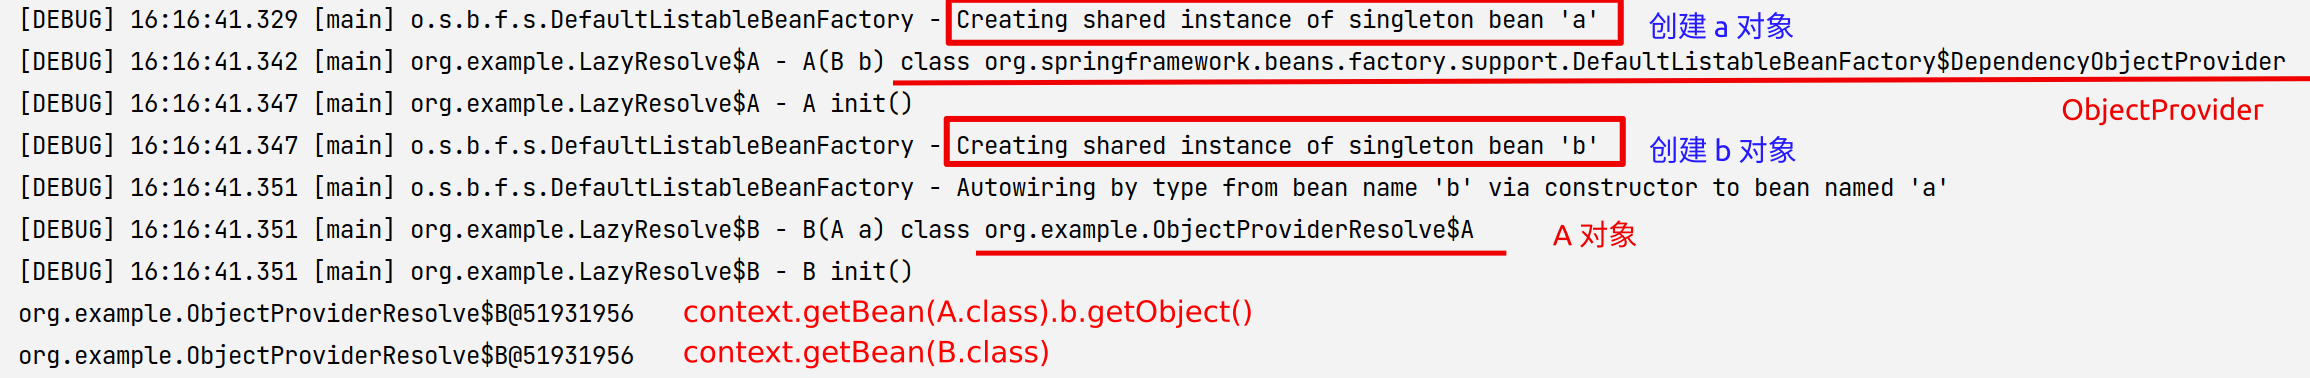 [DEBUG] 16:16:41.329 [main] o.s.b.f.s.DefaultListableBeanFactory - Creating shared instance of singleton bean 'a' 创建 a 对象
[DEBUG] 16:16:41.342 [main] org.example.LazyResolve$A - A(B b) class org.springframework.beans.factory.support.DefaultListableBeanFactory$DependencyObjectProvider
[DEBUG] 16:16:41.347 [main] org.example.LazyResolve$A - A init() ObjectProvider
[DEBUG] 16:16:41.347 [main] o.s.b.f.s.DefaultListableBeanFactory - Creating shared instance of singleton bean 'b' 创建 b 对象
[DEBUG] 16:16:41.351 [main] o.s.b.f.s.DefaultListableBeanFactory - Autowiring by type from bean name 'b' via constructor to bean named 'a'
[DEBUG] 16:16:41.351 [main] org.example.LazyResolve$B - B(A a) class org.example.ObjectProviderResolve$A A 对象
[DEBUG] 16:16:41.351 [main] org.example.LazyResolve$B - B init()
org.example.ObjectProviderResolve$B@51931956 context.getBean(A.class).b.getObject()
org.example.ObjectProviderResolve$B@51931956 context.getBean(B.class)